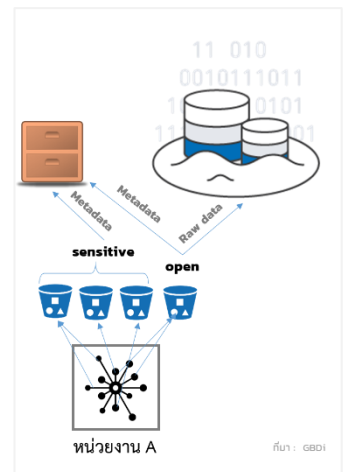 11 010
0010111011
Metadata
Metadata
Raw data
sensitive
open
หน่วยงาน A
ที่มา : GBDi